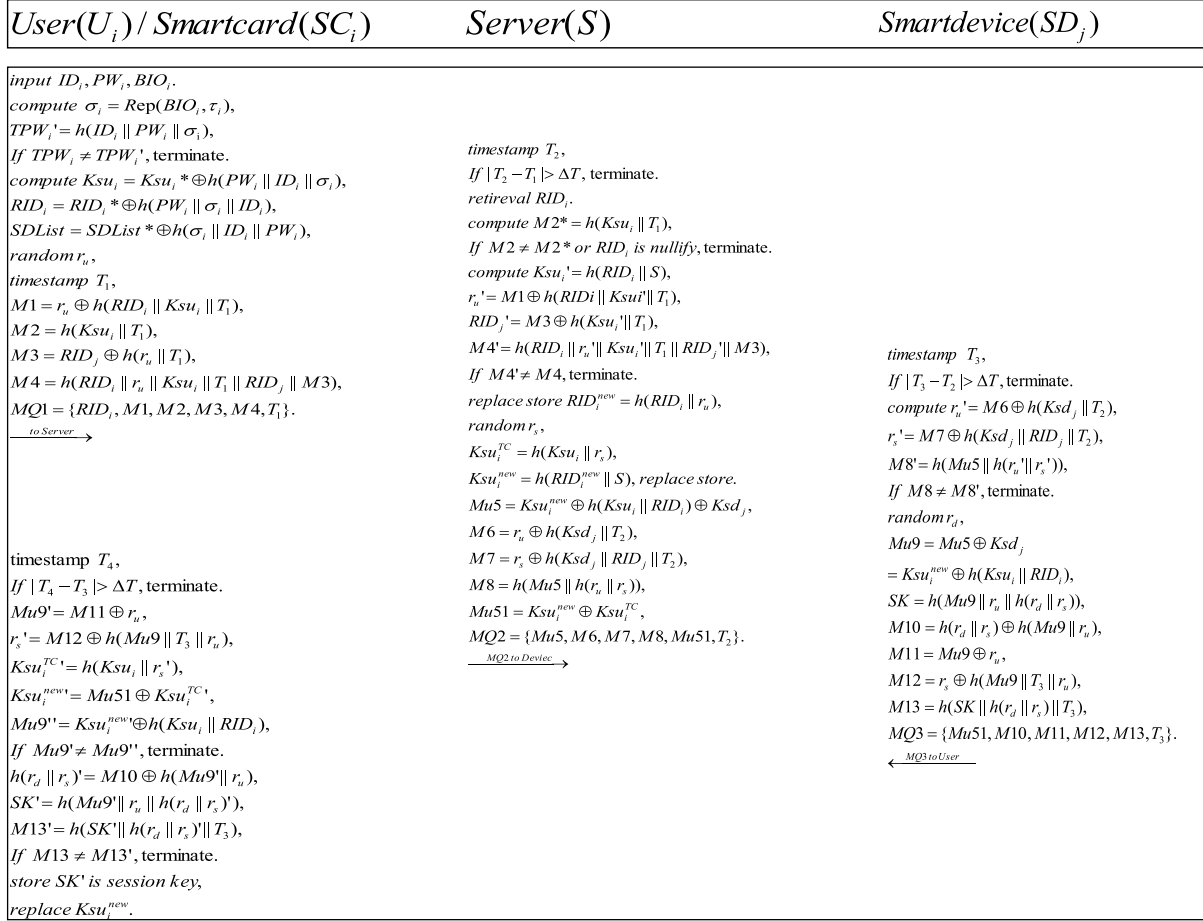 User(U_i) / Smartcard(SC_i)
Server(S)
Smartdevice(SD_j)
input ID_i, PW_i, BIO_i.
compute σ_i = Rep(BIO_i, τ_i),
TPW_i' = h(ID_i || PW_i || σ_i),
If TPW_i ≠ TPW_i', terminate.
compute Ksu_i = Ksu_i * ⊕h(PW_i || ID_i || σ_i),
RID_i = RID_i * ⊕h(PW_i || σ_i || ID_i),
SDList = SDList * ⊕h(σ_i || ID_i || PW_i),
random r_u,
timestamp T_1,
M1 = r_u ⊕ h(RID_i || Ksu_i || T_1),
M2 = h(Ksu_i || T_1),
M3 = RID_j ⊕ h(r_u || T_1),
M4 = h(RID_i || r_u || Ksu_i || T_1 || RID_j || M3),
MQ1 = {RID_i, M1, M2, M3, M4, T_1}.
to Server
timestamp T_4,
If | T_4 − T_3 | > ΔT, terminate.
Mu9' = M11 ⊕ r_u,
r_s' = M12 ⊕ h(Mu9 || T_3 || r_u),
Ksu_i^TC ' = h(Ksu_i || r_s'),
Ksu_i^new ' = Mu51 ⊕ Ksu_i^TC ',
Mu9'' = Ksu_i^new '⊕h(Ksu_i || RID_i),
If Mu9' ≠ Mu9'', terminate.
h(r_d || r_s)' = M10 ⊕ h(Mu9' || r_u),
SK' = h(Mu9' || r_u || h(r_d || r_s)'),
M13' = h(SK' || h(r_d || r_s)' || T_3),
If M13 ≠ M13', terminate.
store SK' is session key,
replace Ksu_i^new.
timestamp T_2,
If | T_2 − T_1 | > ΔT, terminate.
retireval RID_i.
compute M2* = h(Ksu_i || T_1),
If M2 ≠ M2* or RID_i is nullify, terminate.
compute Ksu_i' = h(RID_i || S),
r_u' = M1 ⊕ h(RIDi || Ksui' || T_1),
RID_j' = M3 ⊕ h(Ksu_i' || T_1),
M4' = h(RID_i || r_u' || Ksu_i' || T_1 || RID_j' || M3),
If M4' ≠ M4, terminate.
replace store RID_i^new = h(RID_i || r_u),
random r_s,
Ksu_i^TC = h(Ksu_i || r_s),
Ksu_i^new = h(RID_i^new || S), replace store.
Mu5 = Ksu_i^new ⊕ h(Ksu_i || RID_i) ⊕ Ksd_j,
M6 = r_u ⊕ h(Ksd_j || T_2),
M7 = r_s ⊕ h(Ksd_j || RID_j || T_2),
M8 = h(Mu5 || h(r_u || r_s)),
Mu51 = Ksu_i^new ⊕ Ksu_i^TC,
MQ2 = {Mu5, M6, M7, M8, Mu51, T_2}.
MQ2 to Deviec
timestamp T_3,
If | T_3 − T_2 | > ΔT, terminate.
compute r_u' = M6 ⊕ h(Ksd_j || T_2),
r_s' = M7 ⊕ h(Ksd_j || RID_j || T_2),
M8' = h(Mu5 || h(r_u' || r_s')),
If M8 ≠ M8', terminate.
random r_d,
Mu9 = Mu5 ⊕ Ksd_j
= Ksu_i^new ⊕ h(Ksu_i || RID_i),
SK = h(Mu9 || r_u || h(r_d || r_s)),
M10 = h(r_d || r_s) ⊕ h(Mu9 || r_u),
M11 = Mu9 ⊕ r_u,
M12 = r_s ⊕ h(Mu9 || T_3 || r_u),
M13 = h(SK || h(r_d || r_s) || T_3),
MQ3 = {Mu51, M10, M11, M12, M13, T_3}.
MQ3 to User